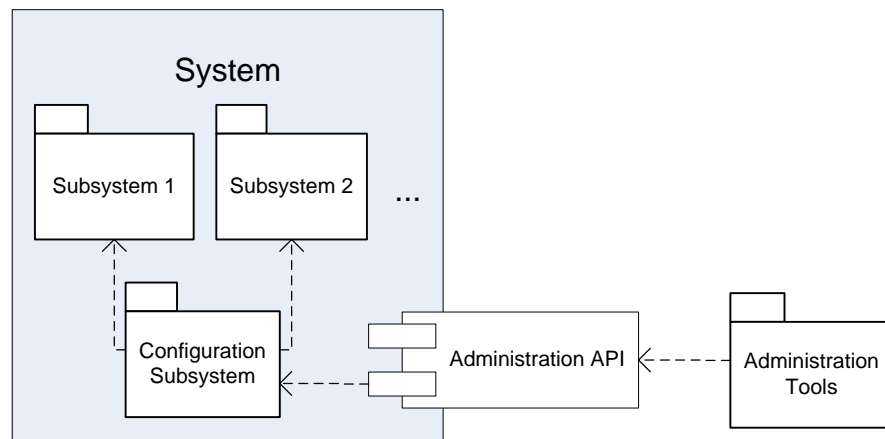 System
Subsystem 1
Subsystem 2
...
Configuration
Subsystem
Administration API
Administration
Tools